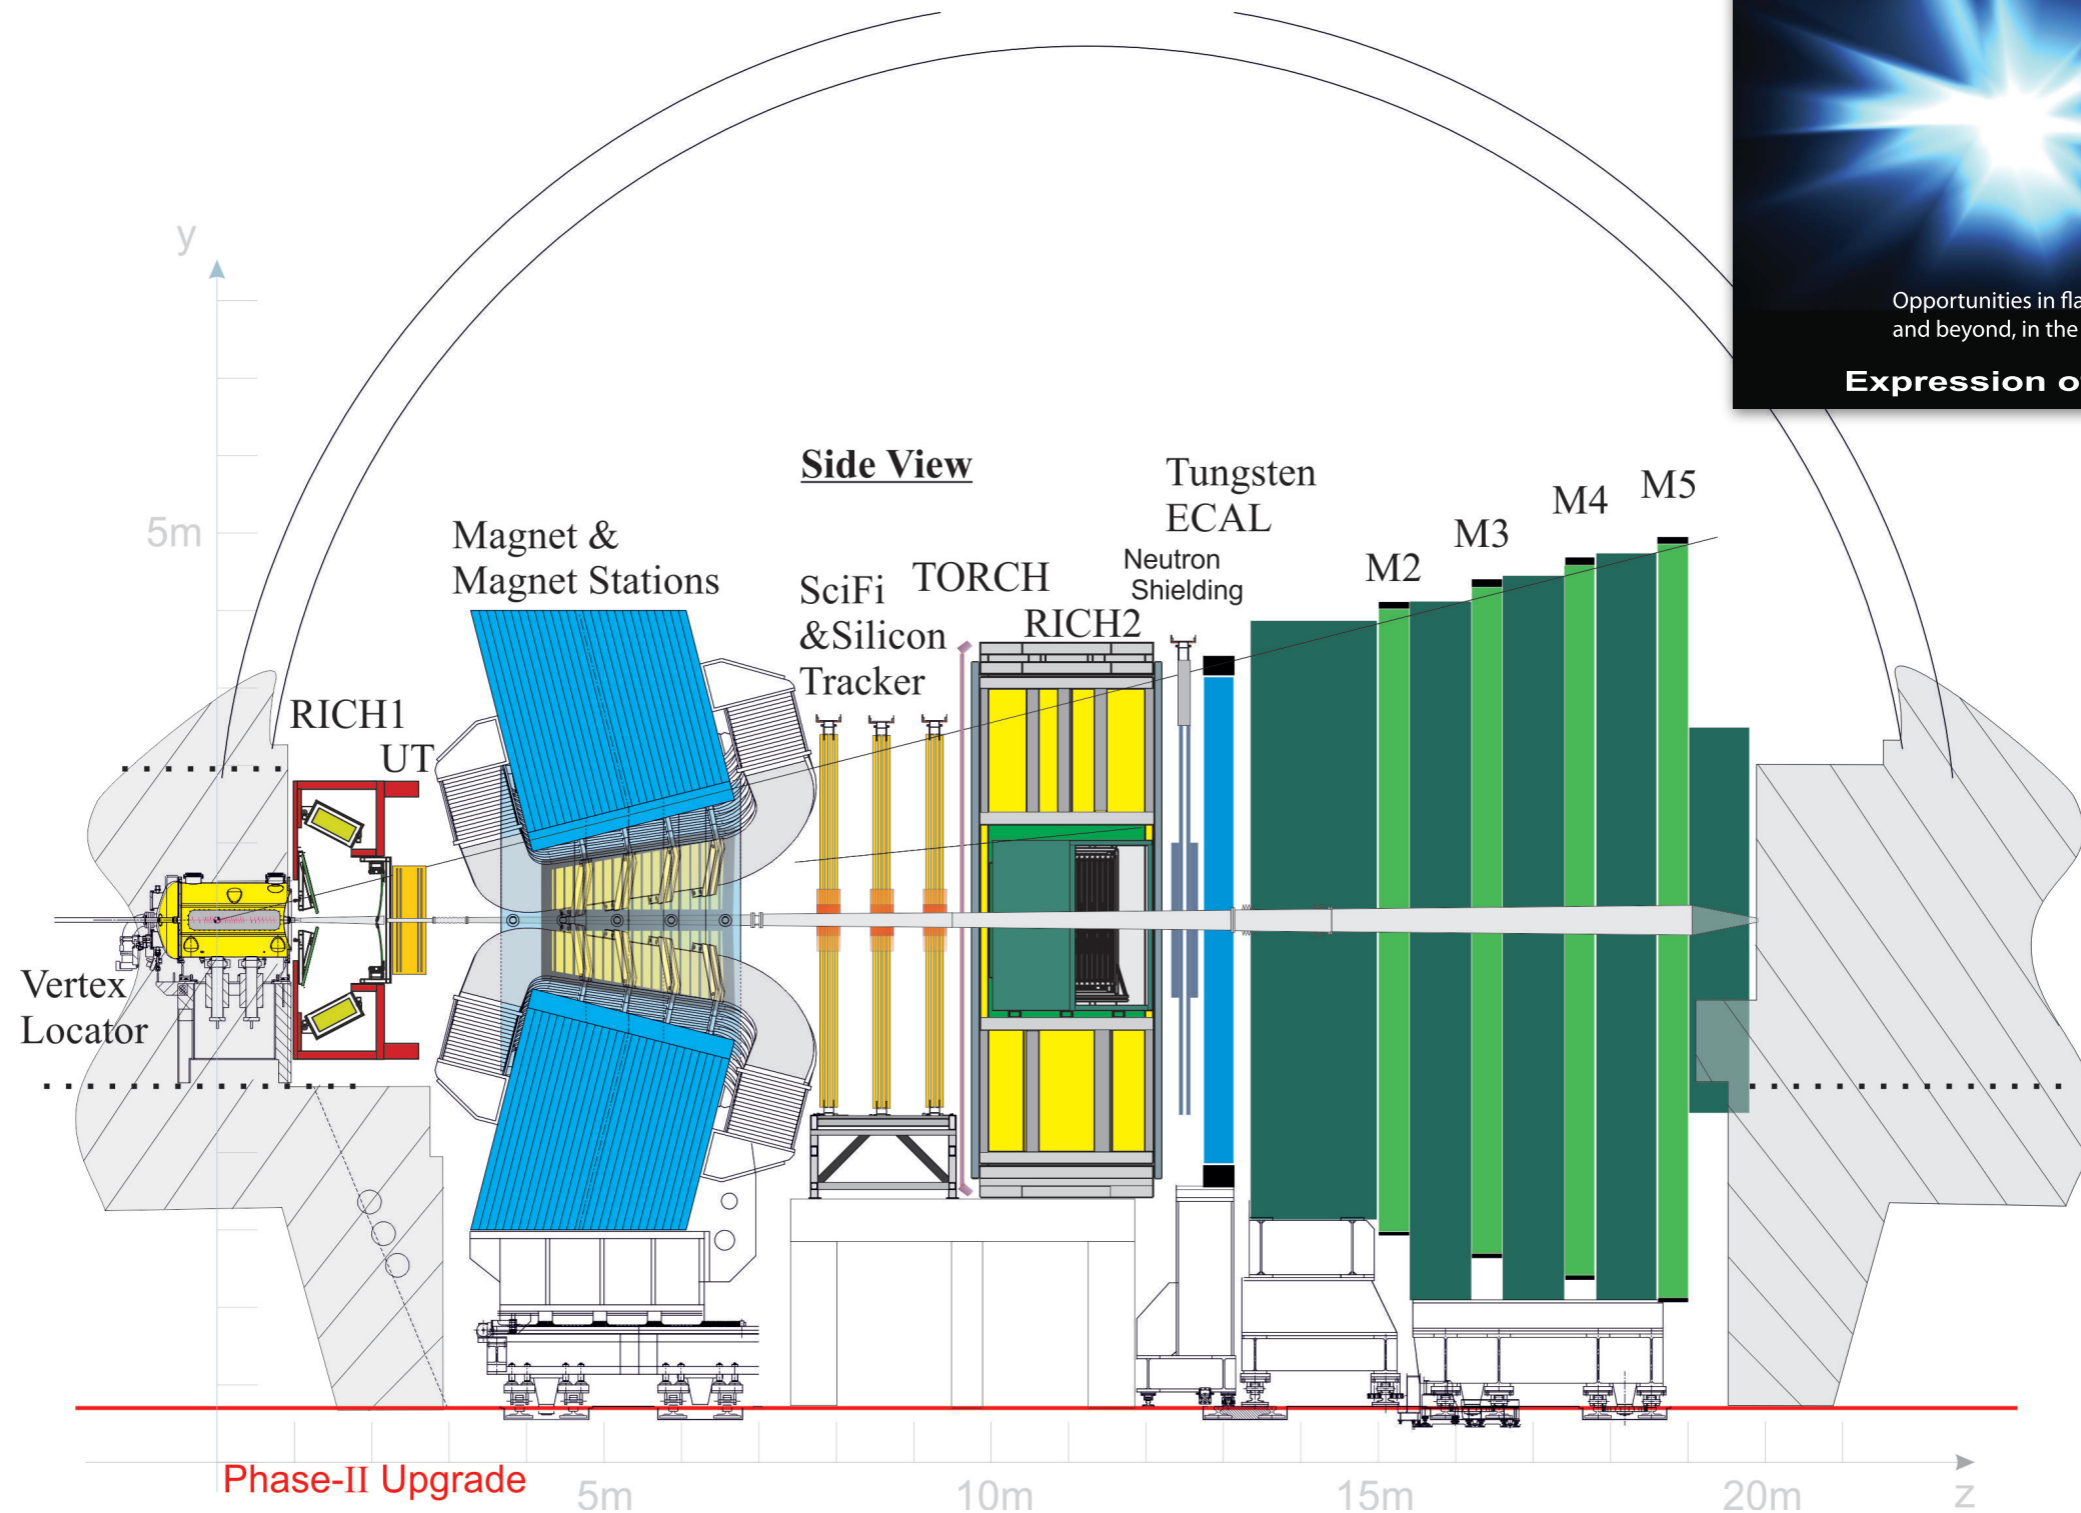 Opportunities in fla
and beyond, in the
Expression o
y
5m
Side View
Magnet &
Magnet Stations
SciFi
&Silicon
Tracker
TORCH
RICH2
Tungsten
ECAL
Neutron
Shielding
M2
M3
M4
M5
RICH1
UT
Vertex
Locator
Phase-II Upgrade
5m
10m
15m
20m
z